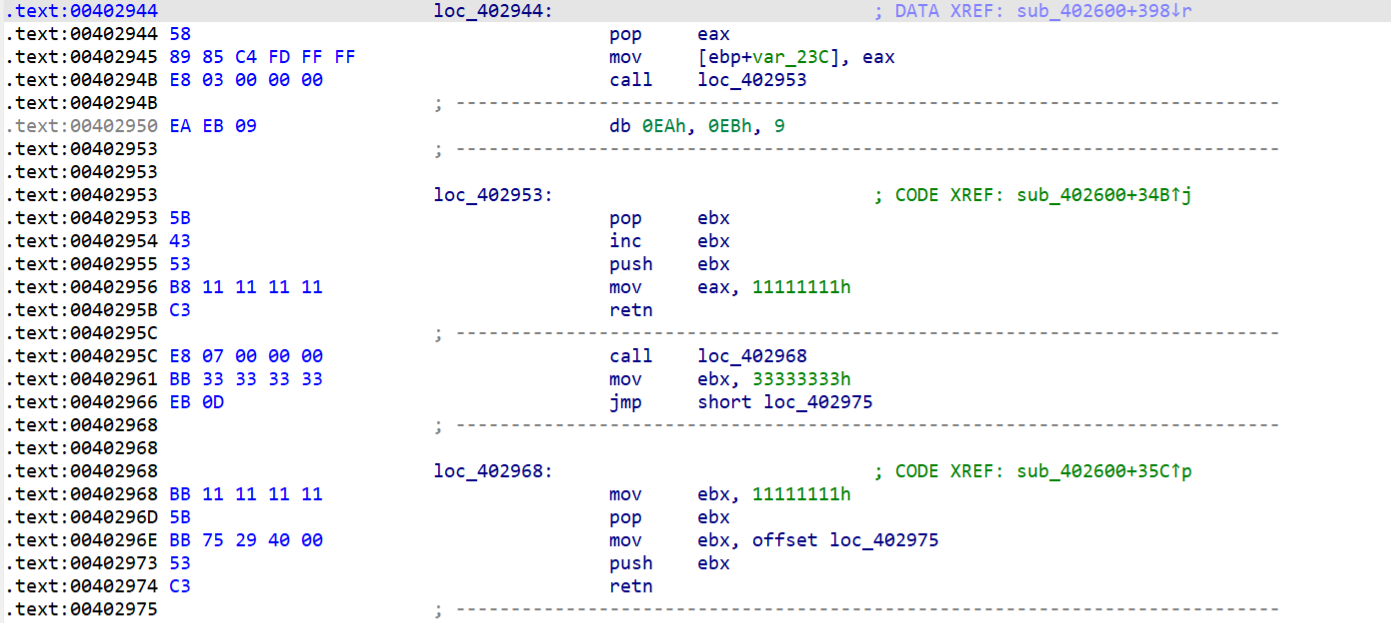 .text:00402944 loc_402944: ; DATA XREF: sub_402600+398↓r
.text:00402944 58 pop eax
.text:00402945 89 85 C4 FD FF FF mov [ebp+var_23C], eax
.text:0040294B E8 03 00 00 00 call loc_402953
.text:0040294B ; ---------------------------------------------------------------------------
.text:00402950 EA EB 09 db 0EAh, 0EBh, 9
.text:00402953 ; ---------------------------------------------------------------------------
.text:00402953
.text:00402953 loc_402953: ; CODE XREF: sub_402600+34B↑j
.text:00402953 5B pop ebx
.text:00402954 43 inc ebx
.text:00402955 53 push ebx
.text:00402956 B8 11 11 11 11 mov eax, 11111111h
.text:0040295B C3 retn
.text:0040295C ; ---------------------------------------------------------------------------
.text:0040295C E8 07 00 00 00 call loc_402968
.text:00402961 BB 33 33 33 33 mov ebx, 33333333h
.text:00402966 EB 0D jmp short loc_402975
.text:00402968 ; ---------------------------------------------------------------------------
.text:00402968
.text:00402968 loc_402968: ; CODE XREF: sub_402600+35C↑p
.text:00402968 BB 11 11 11 11 mov ebx, 11111111h
.text:0040296D 5B pop ebx
.text:0040296E BB 75 29 40 00 mov ebx, offset loc_402975
.text:00402973 53 push ebx
.text:00402974 C3 retn
.text:00402975 ; ---------------------------------------------------------------------------